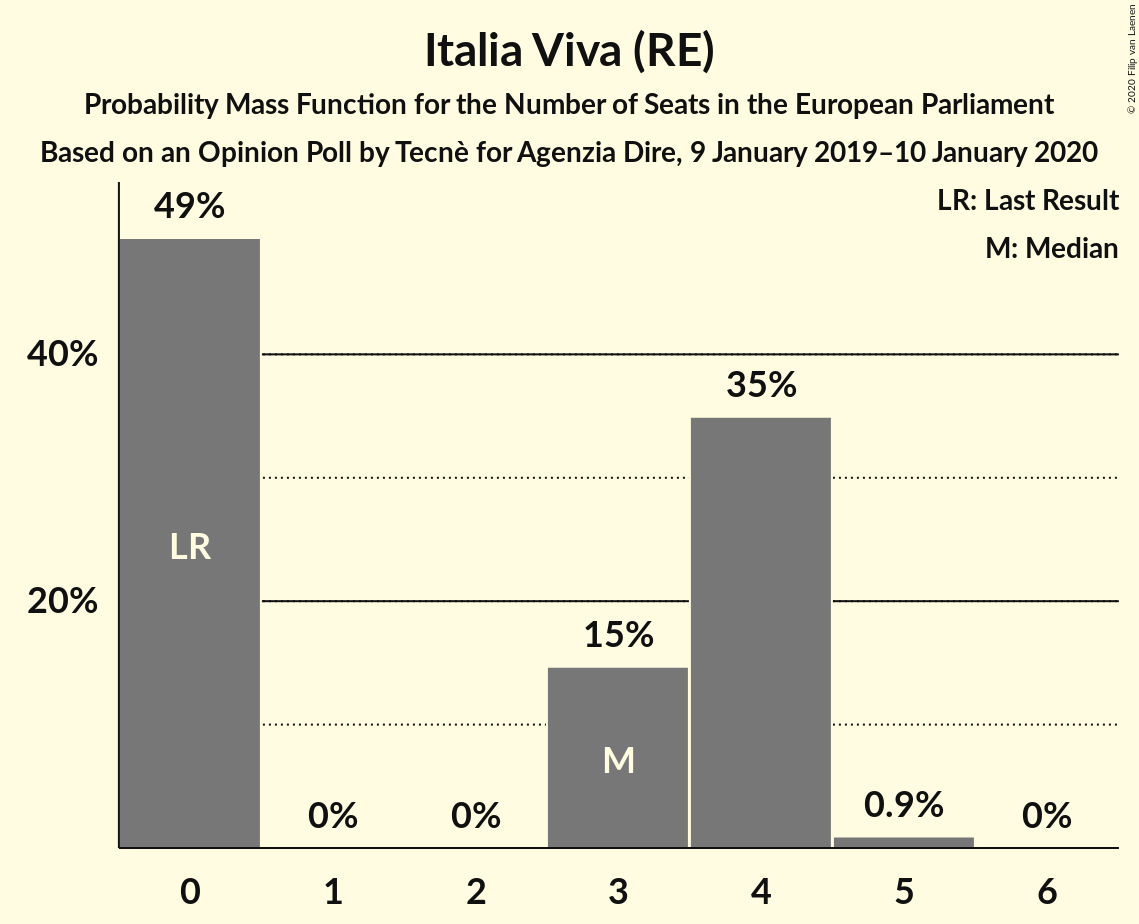 Italia Viva (RE)
Probability Mass Function for the Number of Seats in the European Parliament
Based on an Opinion Poll by Tecnè for Agenzia Dire, 9 January 2019–10 January 2020
© 2020 Filip van Laenen
LR: Last Result
M: Median
49%
40%
35%
LR
20%
15%
M
0%
0%
0.9%
0%
0
1
2
3
4
5
6